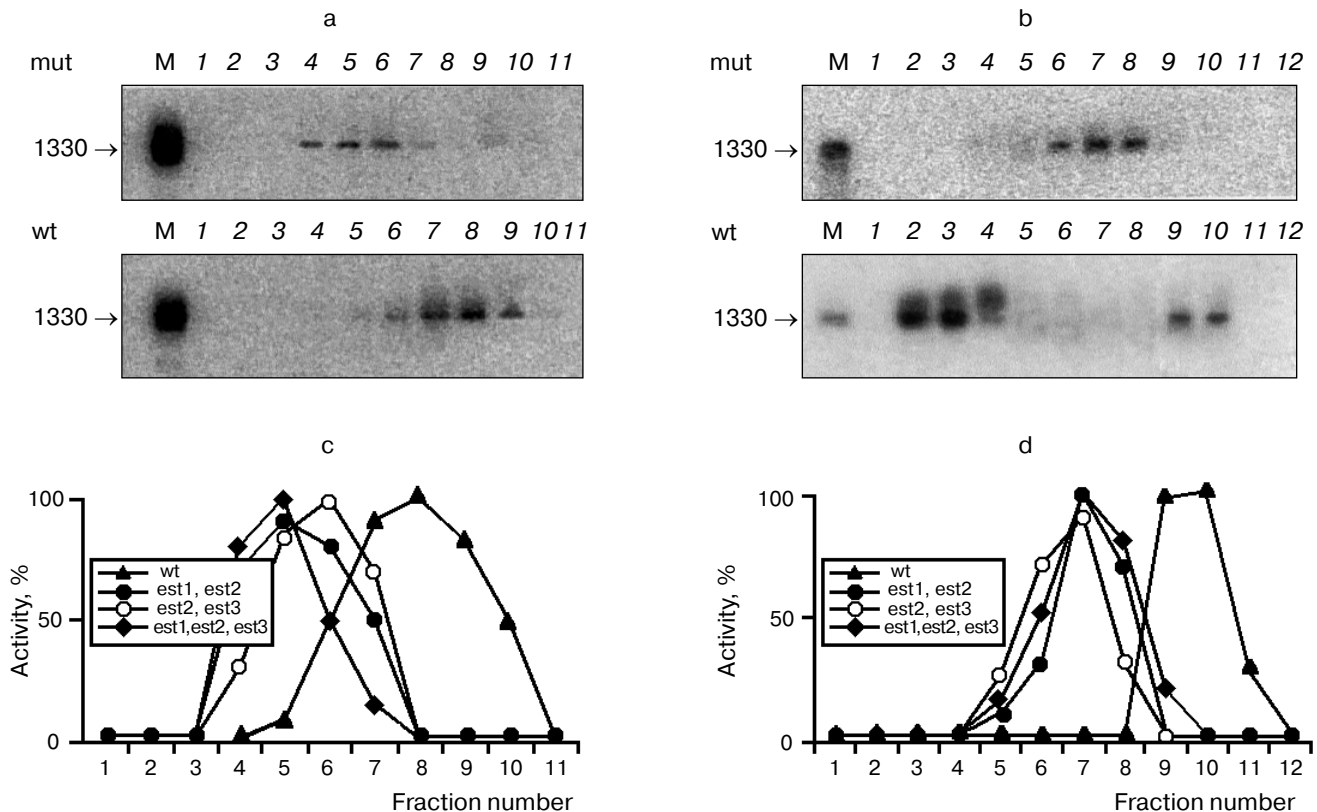 a
mut M 1 2 3 4 5 6 7 8 9 10 11
1330 →
wt M 1 2 3 4 5 6 7 8 9 10 11
1330 →
b
mut M 1 2 3 4 5 6 7 8 9 10 11 12
1330 →
wt M 1 2 3 4 5 6 7 8 9 10 11 12
1330 →
c
Activity, %
100
50
0
wt
est1, est2
est2, est3
est1,est2, est3
1 2 3 4 5 6 7 8 9 10 11
Fraction number
d
Activity, %
100
50
0
wt
est1, est2
est2, est3
est1,est2, est3
1 2 3 4 5 6 7 8 9 10 11 12
Fraction number